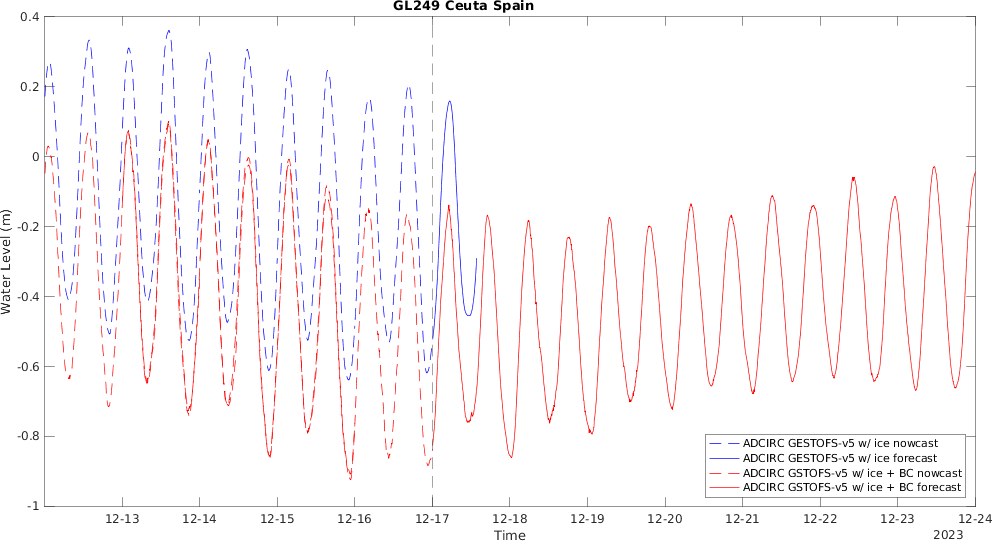 GL249 Ceuta Spain
Water Level (m)
0.4
0.2
0
-0.2
-0.4
-0.6
-0.8
-1
ADCIRC GESTOFS-v5 w/ ice nowcast
ADCIRC GESTOFS-v5 w/ ice forecast
ADCIRC GSTOFS-v5 w/ ice + BC nowcast
ADCIRC GSTOFS-v5 w/ ice + BC forecast
12-13 12-14 12-15 12-16 12-17 12-18 12-19 12-20 12-21 12-22 12-23 12-24
Time
2023